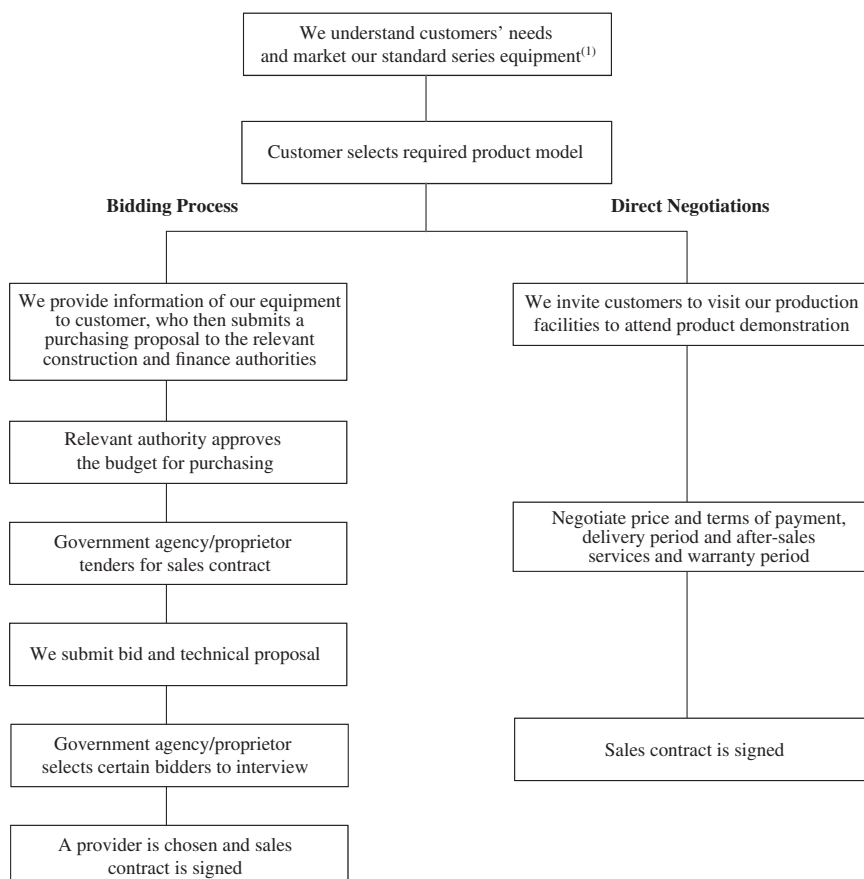 We understand customers’ needs
and market our standard series equipment(1)
Customer selects required product model
Bidding Process
We provide information of our equipment
to customer, who then submits a
purchasing proposal to the relevant
construction and finance authorities
Relevant authority approves
the budget for purchasing
Government agency/proprietor
tenders for sales contract
We submit bid and technical proposal
Government agency/proprietor
selects certain bidders to interview
A provider is chosen and sales
contract is signed
Direct Negotiations
We invite customers to visit our production
facilities to attend product demonstration
Negotiate price and terms of payment,
delivery period and after-sales
services and warranty period
Sales contract is signed